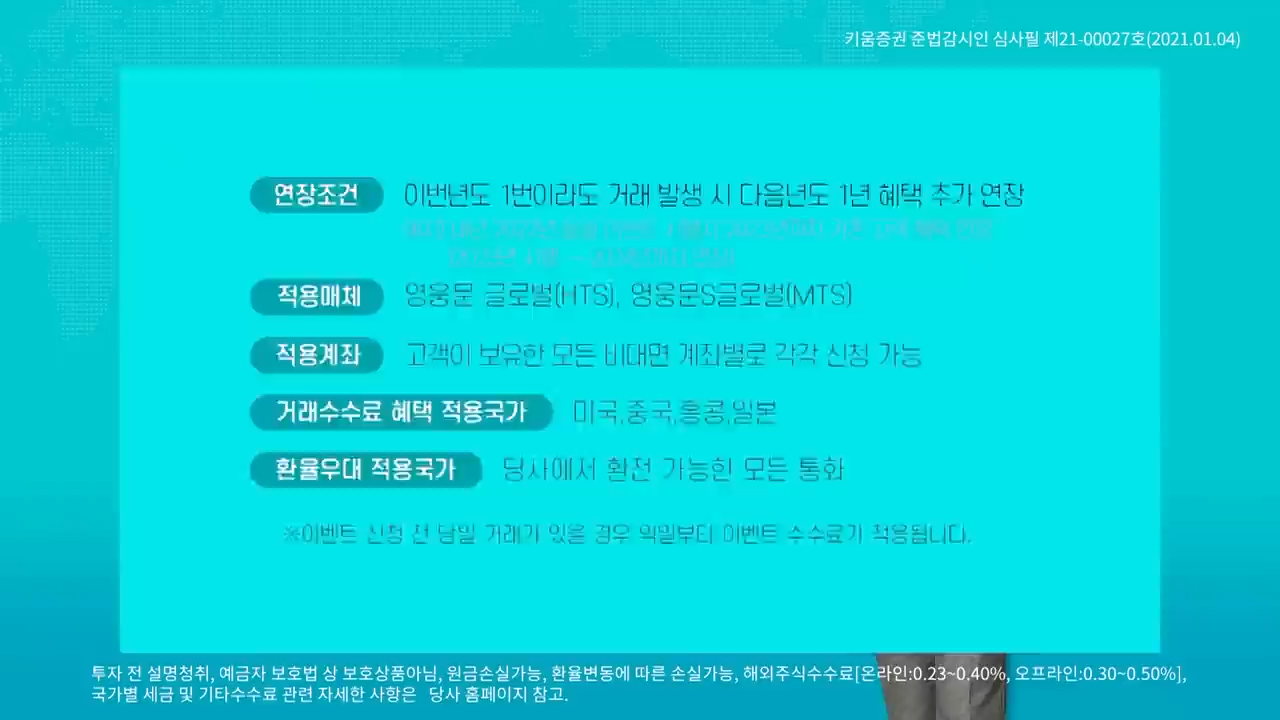 키움증권 준법감시인 심사필 제21-00027호(2021.01.04)
연장조건 이번년도 1번이라도 거래 발생 시 다음년도 1년 혜택 추가 연장
적용매체 영웅문 글로벌(HTS), 영웅문S글로벌(MTS)
적용계좌 고객이 보유한 모든 비대면 계좌별로 각각 신청 가능
거래수수료 혜택 적용국가 미국,중국,홍콩,일본
환율우대 적용국가 당사에서 환전 가능한 모든 통화
※이벤트 신청 전 당일 거래가 있을 경우 익일부터 이벤트 수수료가 적용됩니다.
투자 전 설명청취, 예금자 보호법 상 보호상품아님, 원금손실가능, 환율변동에 따른 손실가능, 해외주식수수료[온라인:0.23~0.40%, 오프라인:0.30~0.50%],
국가별 세금 및 기타수수료 관련 자세한 사항은 당사 홈페이지 참고.